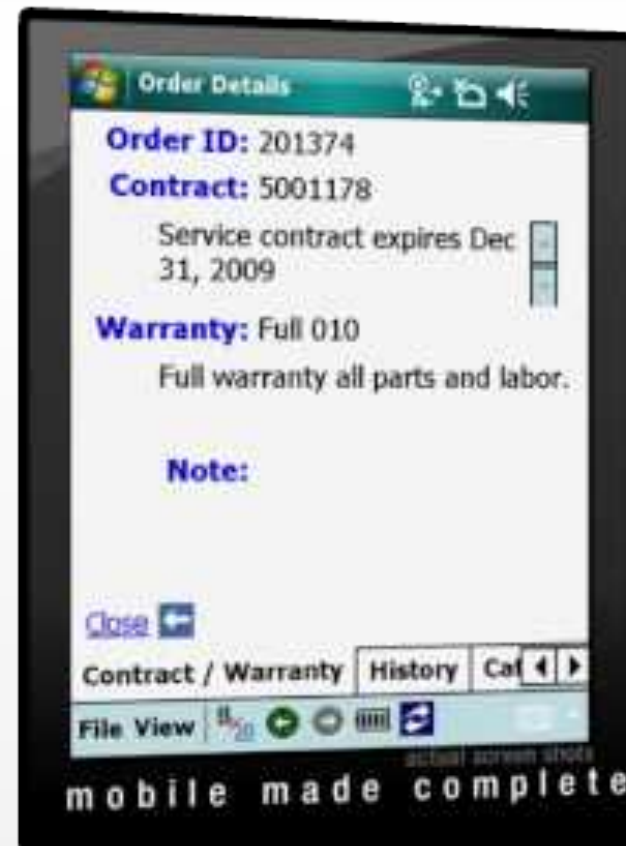 Order Details
Order ID: 201374
Contract: 5001178
Service contract expires Dec
31, 2009
Warranty: Full 010
Full warranty all parts and labor.
Note:
Close
Contract / Warranty History Cat
File View
actual screen shots
mobile made complete